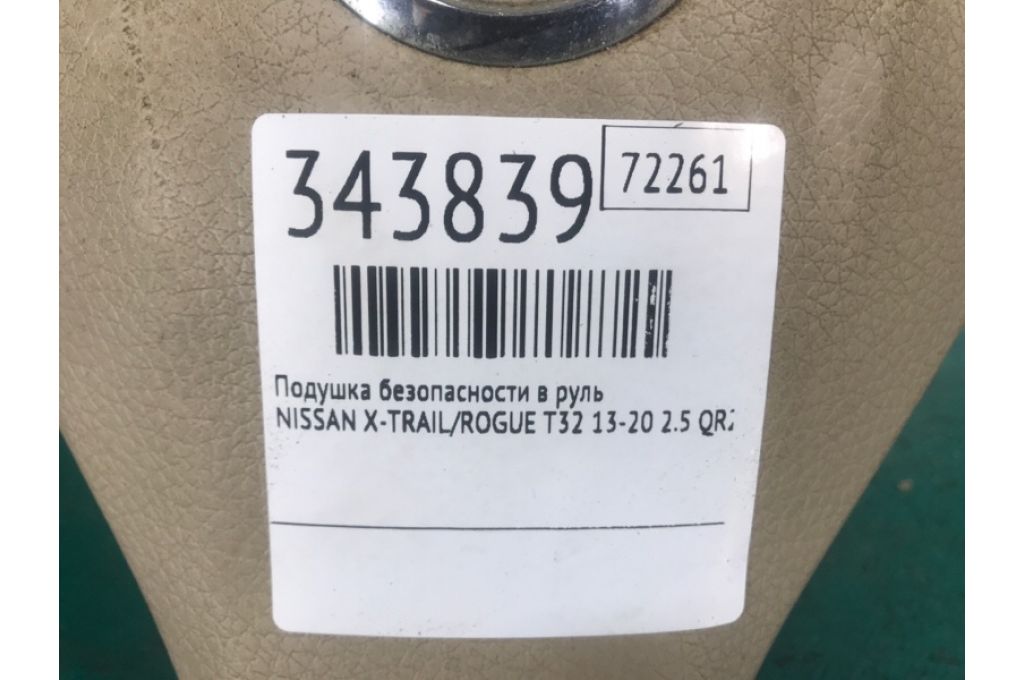 343839
72261
Подушка безопасности в руль
NISSAN X-TRAIL/ROGUE T32 13-20 2.5